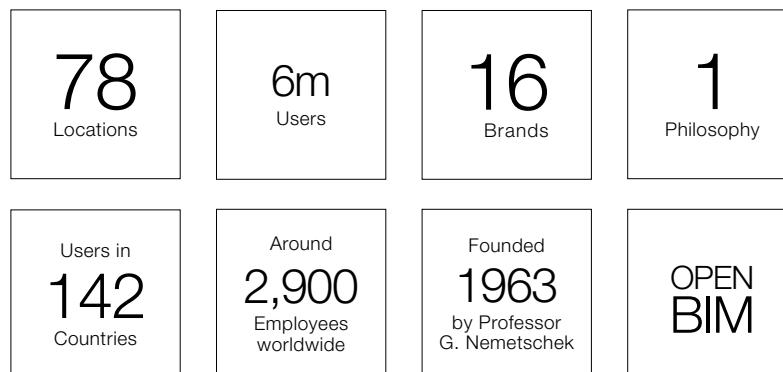 78
Locations
6m
Users
16
Brands
1
Philosophy
Users in
142
Countries
Around
2,900
Employees
worldwide
Founded
1963
by Professor
G. Nemetschek
OPEN
BIM